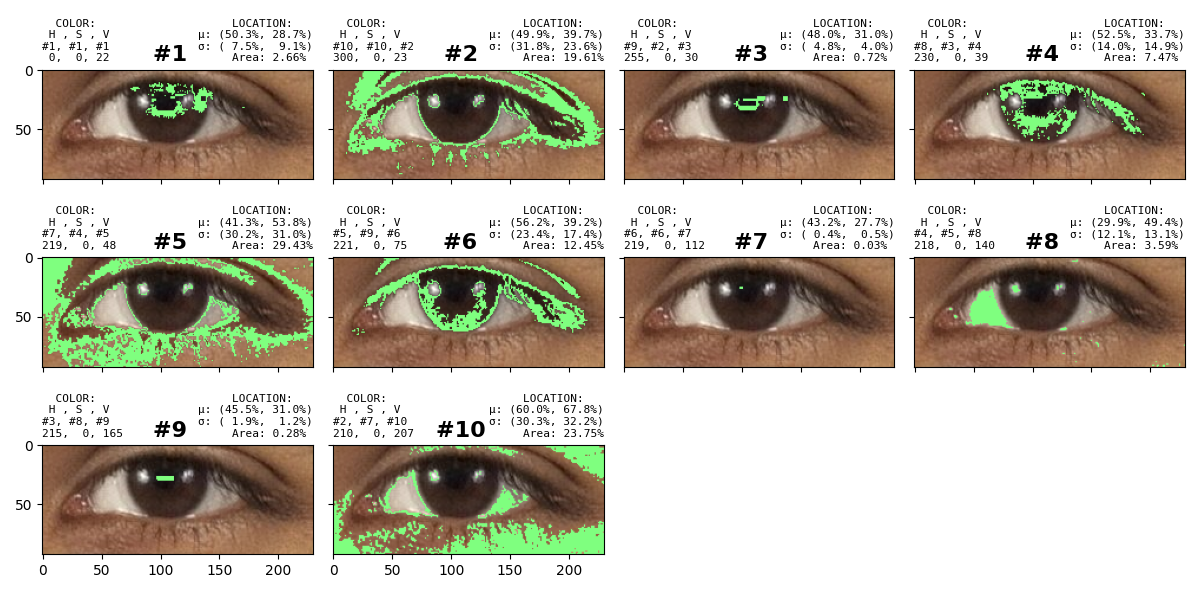 COLOR: LOCATION:
H , S , V μ: (50.3%, 28.7%)
#1, #1, #1 #1 σ: ( 7.5%, 9.1%)
0, 0, 22 Area: 2.66%
COLOR: LOCATION:
H , S , V μ: (49.9%, 39.7%)
#10, #10, #2 #2 σ: (31.8%, 23.6%)
300, 0, 23 Area: 19.61%
COLOR: LOCATION:
H , S , V μ: (48.0%, 31.0%)
#9, #2, #3 #3 σ: ( 4.8%, 4.0%)
255, 0, 30 Area: 0.72%
COLOR: LOCATION:
H , S , V μ: (52.5%, 33.7%)
#8, #3, #4 #4 σ: (14.0%, 14.9%)
230, 0, 39 Area: 7.47%
0
50
COLOR: LOCATION:
H , S , V μ: (41.3%, 53.8%)
#7, #4, #5 #5 σ: (30.2%, 31.0%)
219, 0, 48 Area: 29.43%
COLOR: LOCATION:
H , S , V μ: (56.2%, 39.2%)
#5, #9, #6 #6 σ: (23.4%, 17.4%)
221, 0, 75 Area: 12.45%
COLOR: LOCATION:
H , S , V μ: (43.2%, 27.7%)
#6, #6, #7 #7 σ: ( 0.4%, 0.5%)
219, 0, 112 Area: 0.03%
COLOR: LOCATION:
H , S , V μ: (29.9%, 49.4%)
#4, #5, #8 #8 σ: (12.1%, 13.1%)
218, 0, 140 Area: 3.59%
0
50
COLOR: LOCATION:
H , S , V μ: (45.5%, 31.0%)
#3, #8, #9 #9 σ: ( 1.9%, 1.2%)
215, 0, 165 Area: 0.28%
COLOR: LOCATION:
H , S , V μ: (60.0%, 67.8%)
#2, #7, #10 #10 σ: (30.3%, 32.2%)
210, 0, 207 Area: 23.75%
0
50
0 50 100 150 200
0 50 100 150 200